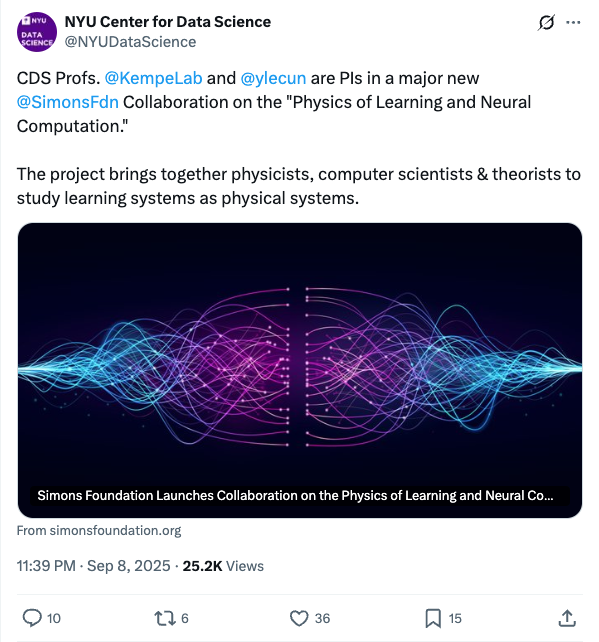 NYU
DATA
SCIENCE
NYU Center for Data Science
@NYUDataScience
CDS Profs. @KempeLab and @ylecun are PIs in a major new
@SimonsFdn Collaboration on the "Physics of Learning and Neural
Computation."
The project brings together physicists, computer scientists & theorists to
study learning systems as physical systems.
Simons Foundation Launches Collaboration on the Physics of Learning and Neural Co...
From simonsfoundation.org
11:39 PM · Sep 8, 2025 · 25.2K Views
10 6 36 15